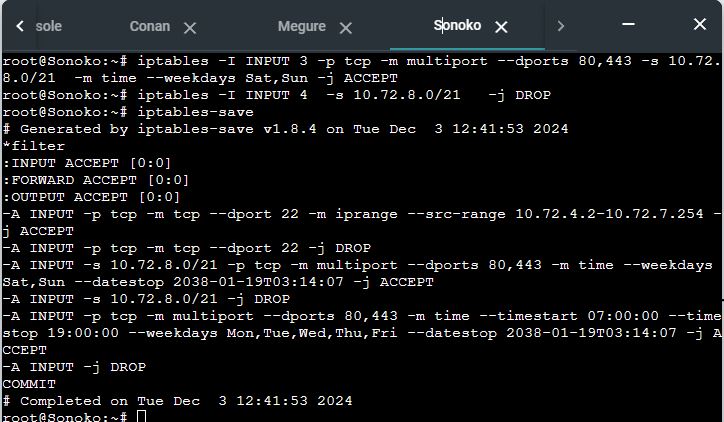 sole
Conan
Megure
Sonoko
root@Sonoko:~# iptables -I INPUT 3 -p tcp -m multiport --dports 80,443 -s 10.72.
8.0/21  -m time --weekdays Sat,Sun -j ACCEPT
root@Sonoko:~# iptables -I INPUT 4  -s 10.72.8.0/21   -j DROP
root@Sonoko:~# iptables-save
# Generated by iptables-save v1.8.4 on Tue Dec  3 12:41:53 2024
*filter
:INPUT ACCEPT [0:0]
:FORWARD ACCEPT [0:0]
:OUTPUT ACCEPT [0:0]
-A INPUT -p tcp -m tcp --dport 22 -m iprange --src-range 10.72.4.2-10.72.7.254 -
j ACCEPT
-A INPUT -p tcp -m tcp --dport 22 -j DROP
-A INPUT -s 10.72.8.0/21 -p tcp -m multiport --dports 80,443 -m time --weekdays
Sat,Sun --datestop 2038-01-19T03:14:07 -j ACCEPT
-A INPUT -s 10.72.8.0/21 -j DROP
-A INPUT -p tcp -m multiport --dports 80,443 -m time --timestart 07:00:00 --time
stop 19:00:00 --weekdays Mon,Tue,Wed,Thu,Fri --datestop 2038-01-19T03:14:07 -j A
CCEPT
-A INPUT -j DROP
COMMIT
# Completed on Tue Dec  3 12:41:53 2024
root@Sonoko:~#